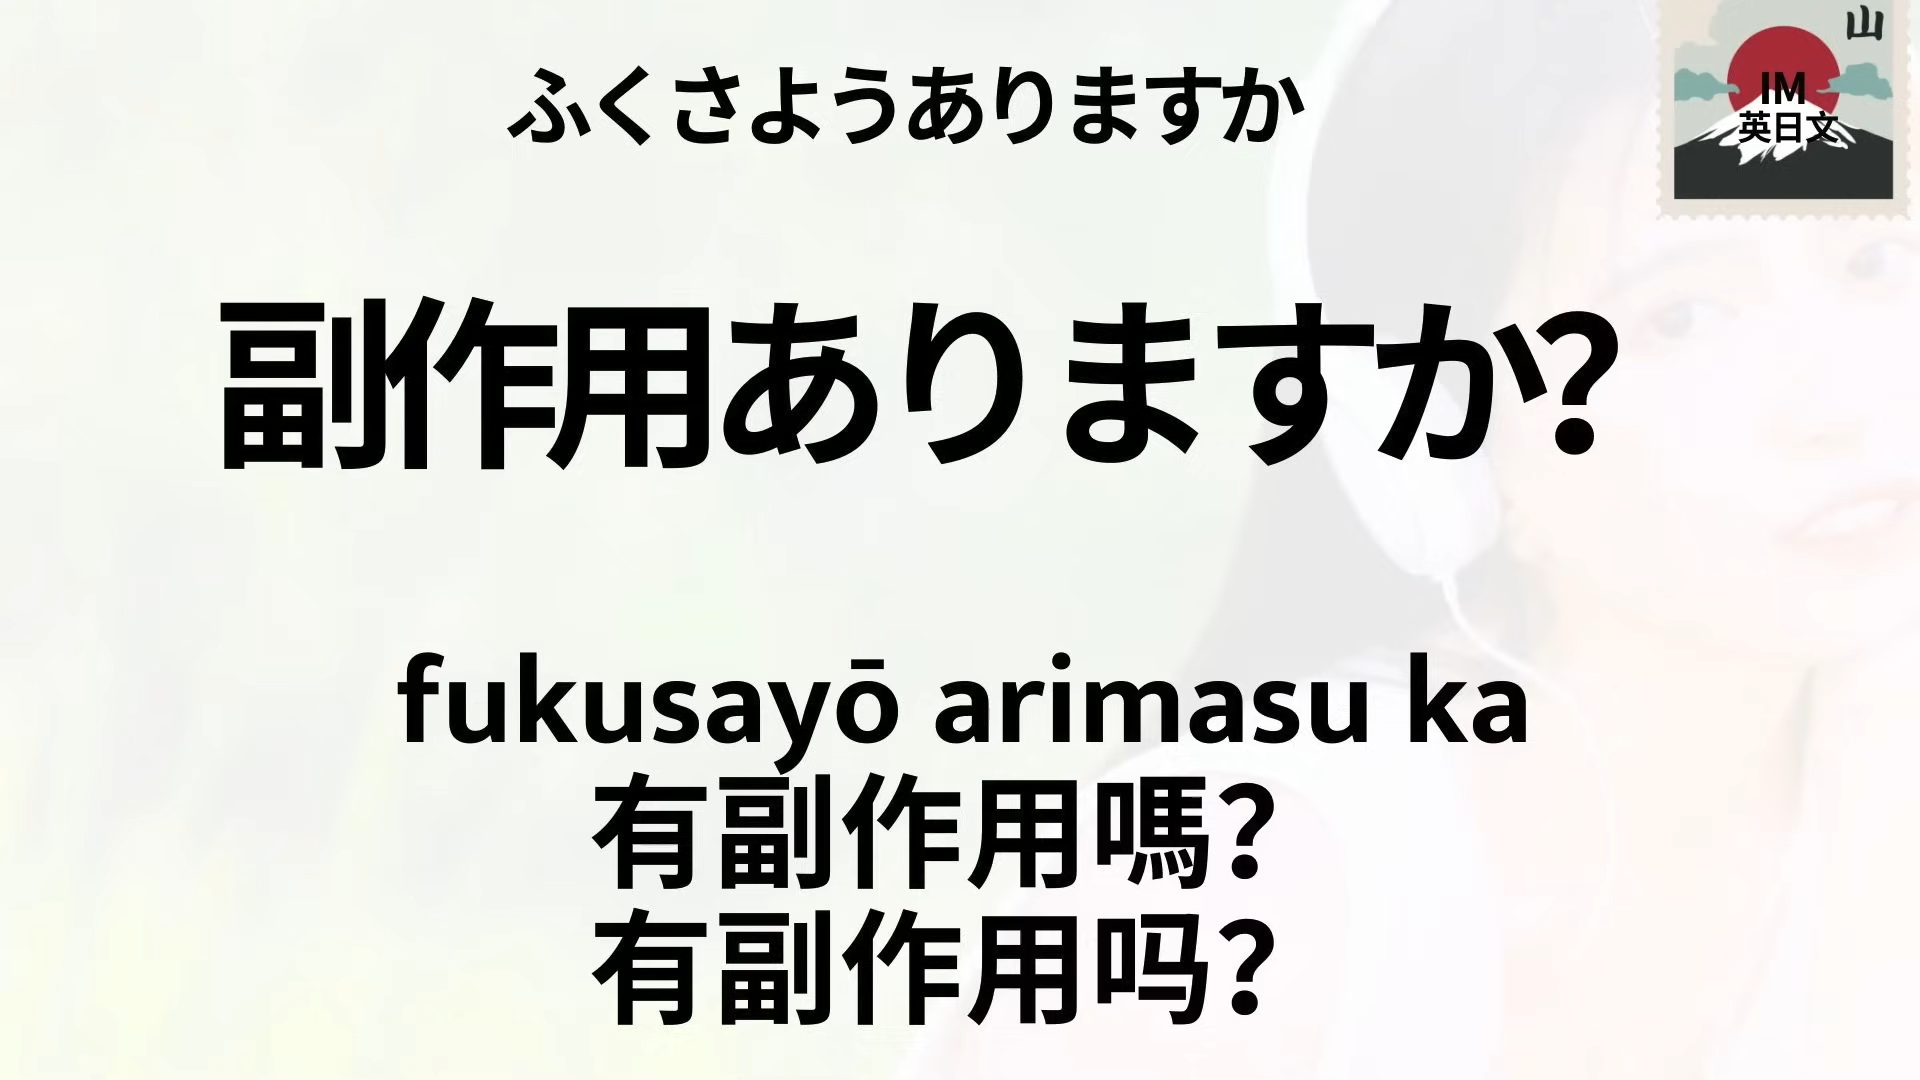 山
IM
英日文
ふくさようありますか
副作用ありますか?
fukusayō arimasu ka
有副作用嗎?
有副作用吗?